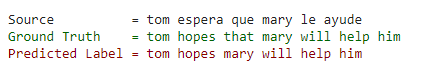 Source          = tom espera que mary le ayude
Ground Truth    = tom hopes that mary will help him
Predicted Label = tom hopes mary will help him